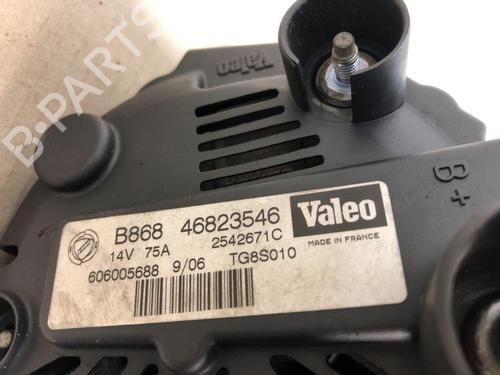 B-PARTS
Valeo
B+
B868 46823546
14V 75A 2542671C
606005688 9/06 TG8S010
Valeo
MADE IN FRANCE